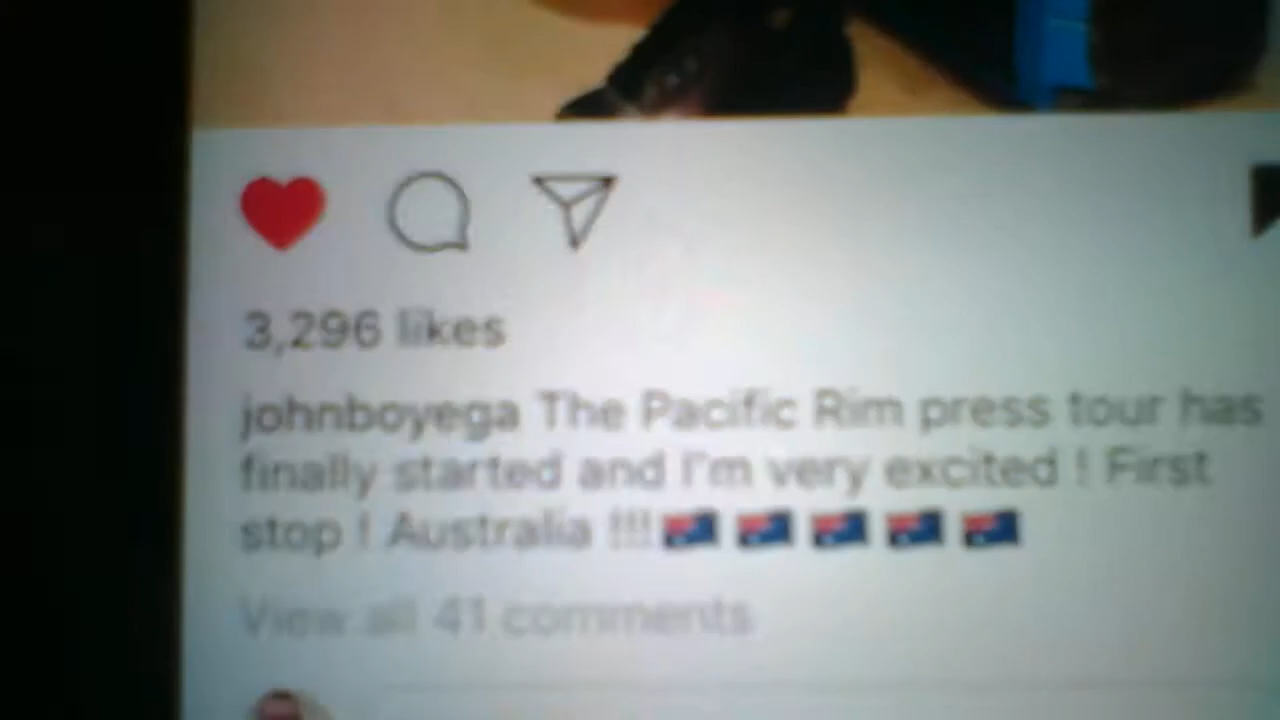 3,296 likes
johnboyega The Pacific Rim press tour has
finally started and I'm very excited ! First
stop ! Australia !!!🇦🇺 🇦🇺 🇦🇺 🇦🇺 🇦🇺
View all 41 comments